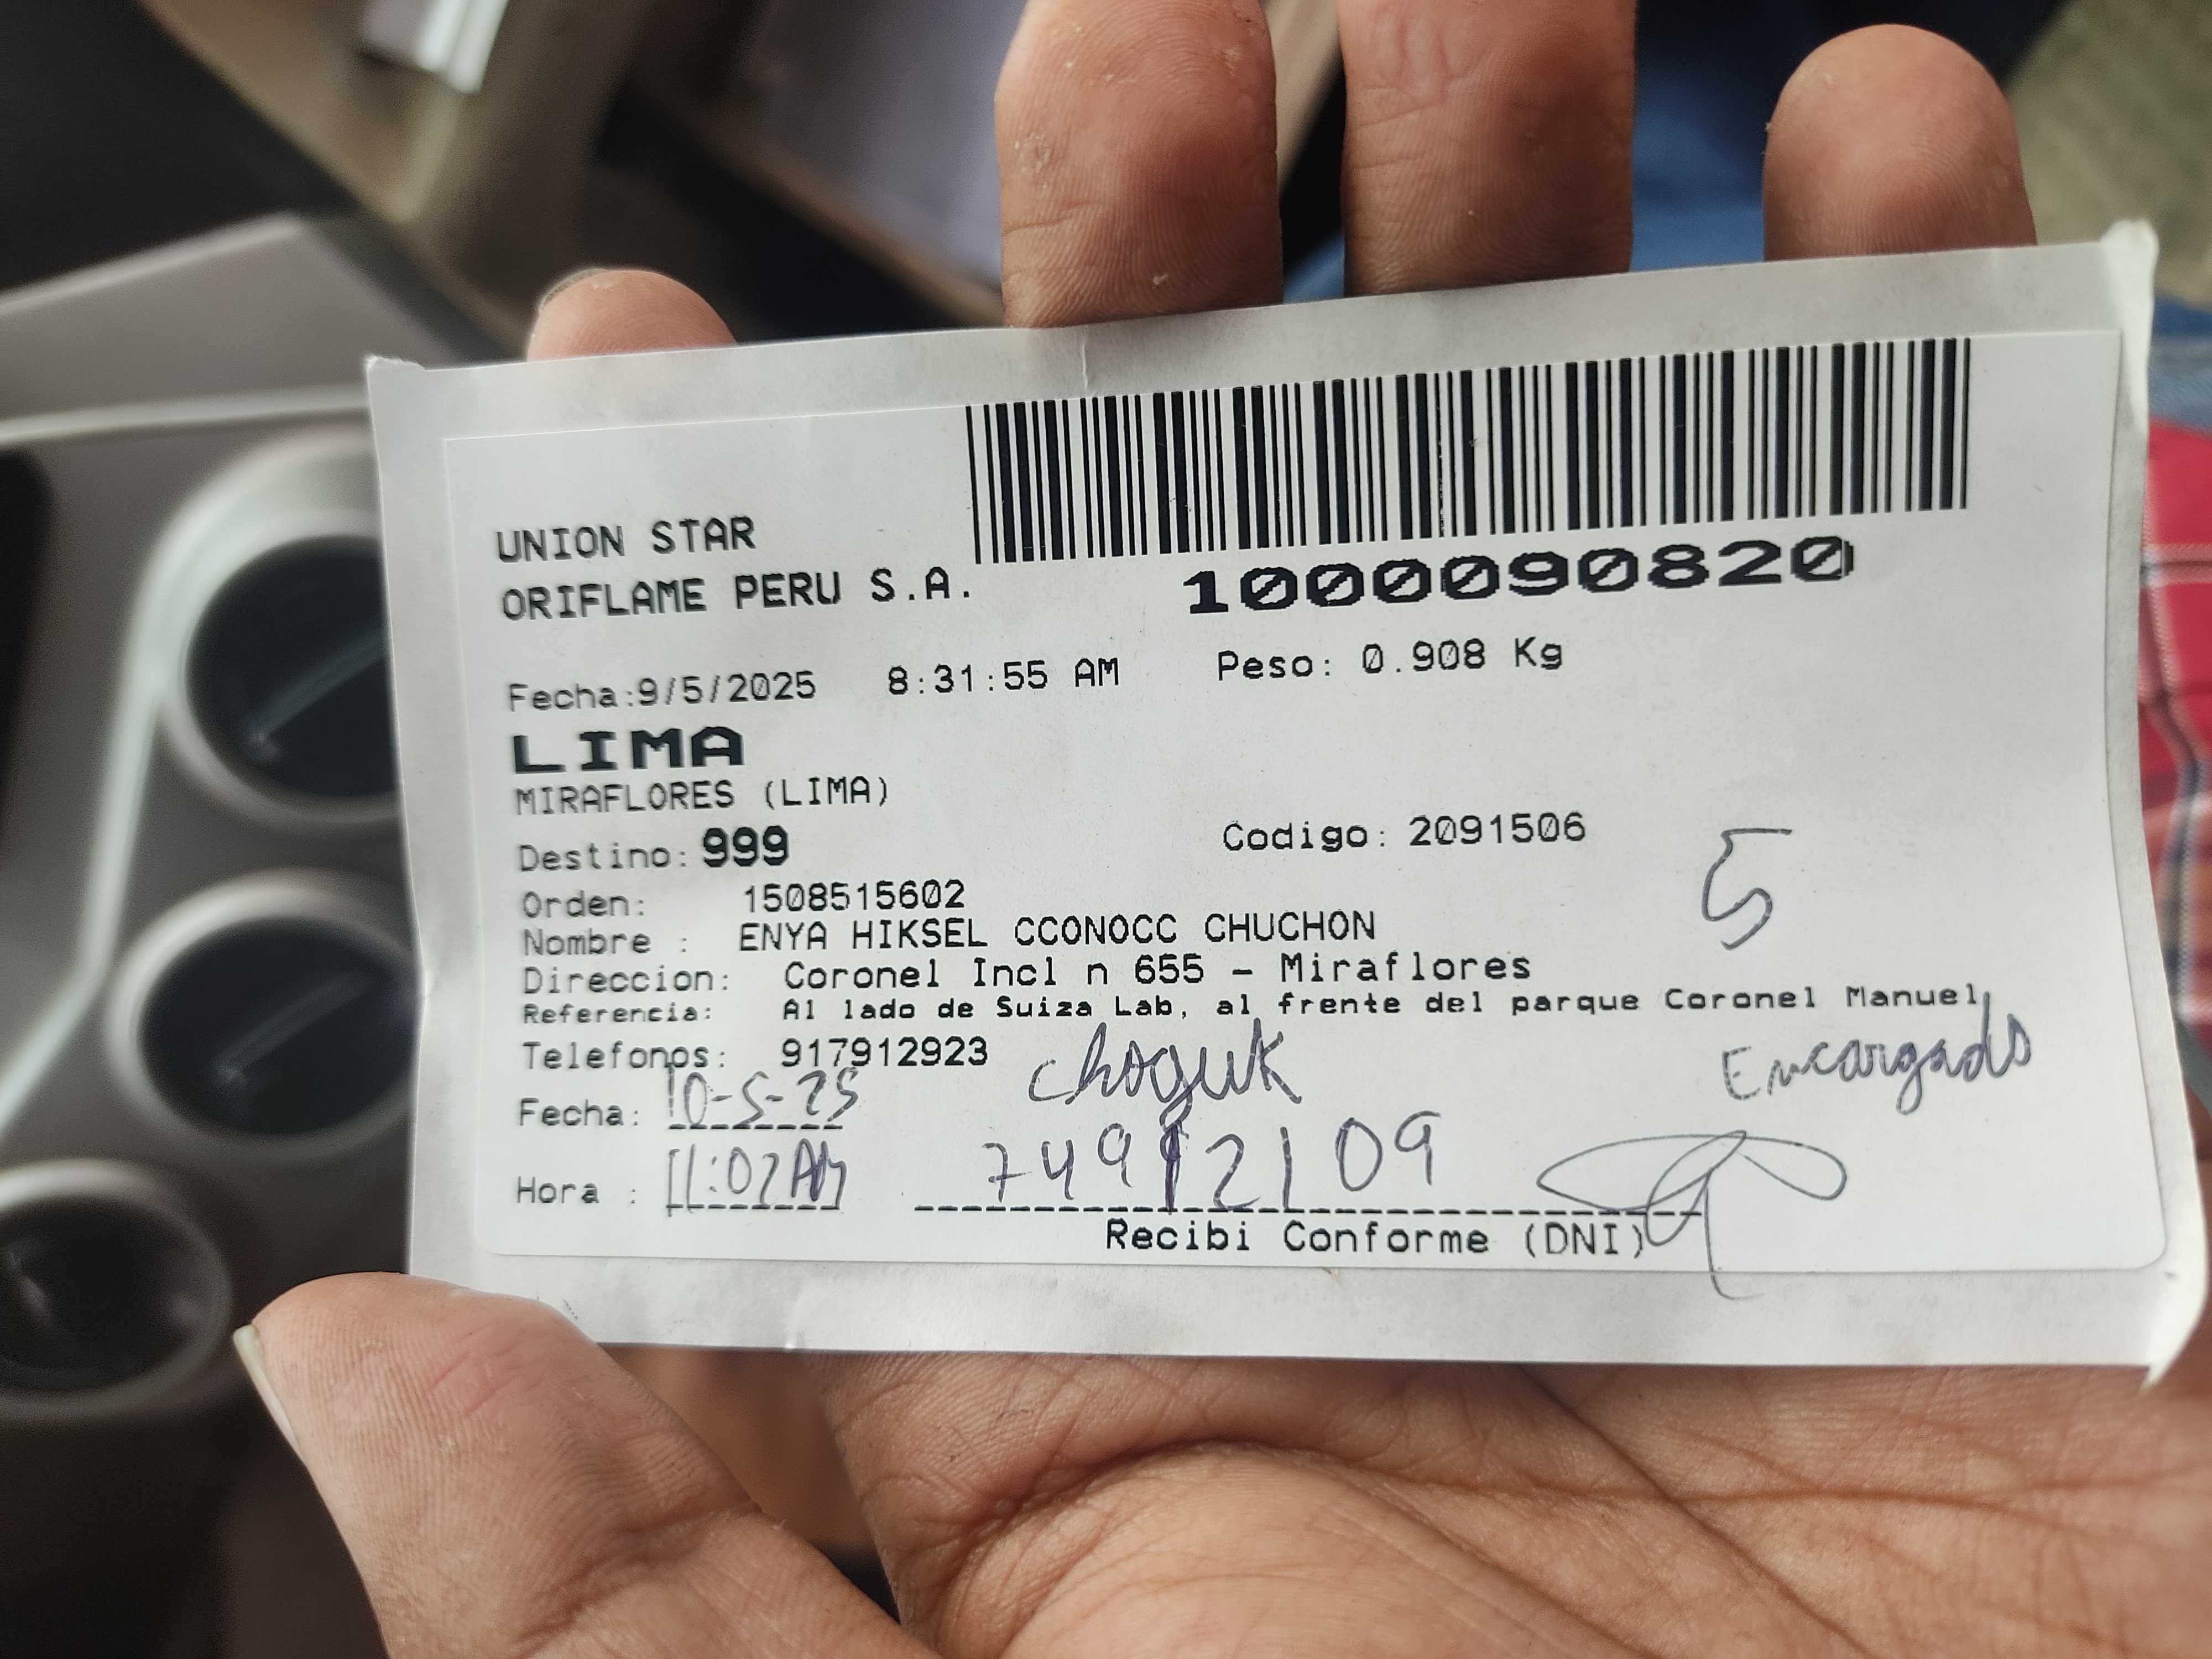 UNION STAR
ORIFLAME PERU S.A.
1000090820
Fecha:9/5/2025 8:31:55 AM Peso: 0.908 Kg
LIMA
MIRAFLORES (LIMA)
Destino: 999 Codigo: 2091506
5
Orden: 1508515602
Nombre : ENYA HIKSEL CCONOCC CHUCHON
Direccion: Coronel Incl n 655 - Miraflores
Referencia: Al lado de Suiza Lab, al frente del parque Coronel Manuel
Telefonos: 917912923
Encargado
Fecha: 10-5-25
Hora : 11:02 AM
Recibi Conforme (DNI)